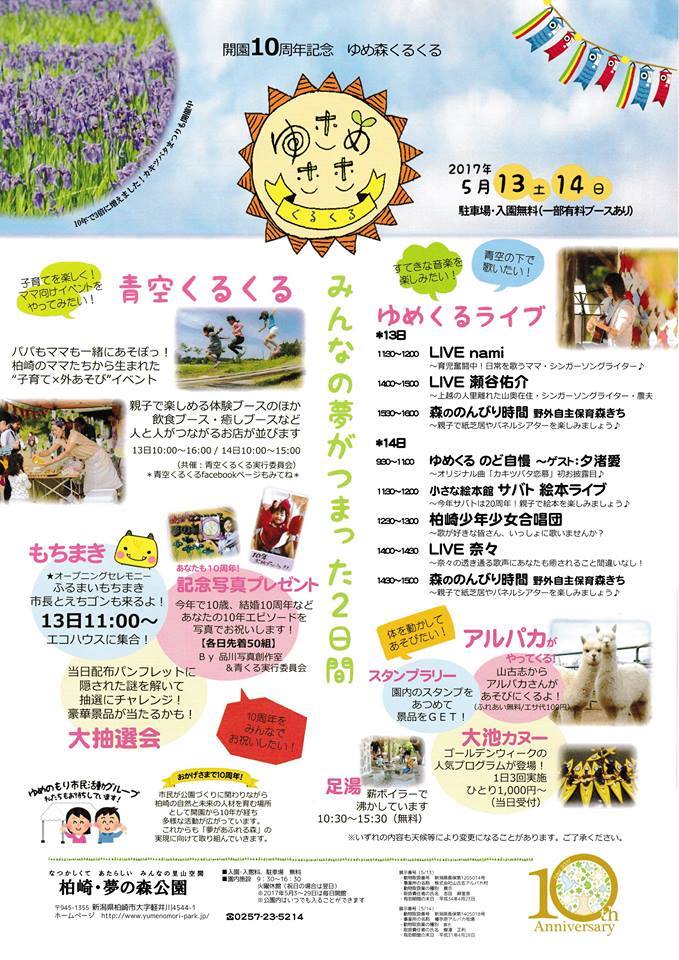 開園10周年記念　ゆめ森くるくる
ゆめ
もり
くるくる
10年で3倍に増えました！カキツバタまつりも開催中
2017年
5月13土14日
駐車場・入園無料（一部有料ブースあり）
みんなの夢がつまった2日間
子育てを楽しく！
ママ向けイベントを
やってみたい！
青空くるくる
パパもママも一緒にあそぼっ！
柏崎のママたちから生まれた
“子育て×外あそび”イベント
親子で楽しめる体験ブースのほか
飲食ブース・癒しブースなど
人と人がつながるお店が並びます
13日10:00～16:00 / 14日10:00～15:00
（共催：青空くるくる実行委員会）
＊青空くるくるfacebookページもみてね＊
もちまき
★オープニングセレモニー
ふるまいもちまき
市長とえちゴンも来るよ！
13日11:00～
エコハウスに集合！
あなたも10周年！
記念写真プレゼント
今年で10歳、結婚10周年など
あなたの10年エピソードを
写真でお祝いします！
【各日先着50組】
By 品川写真創作室
＆青くる実行委員会
当日配布パンフレットに
隠された謎を解いて
抽選にチャレンジ！
豪華景品が当たるかも！
大抽選会
10周年を
みんなで
お祝いしたい！
すてきな音楽を
楽しみたい！
青空の下で
歌いたい！
ゆめくるライブ
＊13日
11:30～12:00 LIVE nami
～育児奮闘中！日常を歌うママ・シンガーソングライター♪
14:00～15:00 LIVE 瀬谷佑介
～上越の人里離れた山奥在住・シンガーソングライター・農夫
15:30～16:00 森ののんびり時間 野外自主保育森きち
～親子で紙芝居やパネルシアターを楽しみましょう♪
＊14日
9:30～11:00 ゆめくる のど自慢 ～ゲスト：夕渚愛
～オリジナル曲「カキツバタ恋慕」初お披露目♪
11:30～12:00 小さな絵本館 サバト 絵本ライブ
～今年サバトは20周年！親子で絵本を楽しみましょう♪
12:30～13:00 柏崎少年少女合唱団
～歌が好きな皆さん、いっしょに歌いませんか？
14:00～14:30 LIVE 奈々
～奈々の透き通る歌声にあなたも癒されること間違いなし！
14:30～15:00 森ののんびり時間 野外自主保育森きち
～親子で紙芝居やパネルシアターを楽しみましょう♪
体を動かして
あそびたい！
アルパカが
やってくる！
山古志から
アルパカさんが
あそびにくるよ！
（ふれあい無料/エサ代100円）
スタンプラリー
園内のスタンプを
あつめて
景品をGET！
大池カヌー
ゴールデンウィークの
人気プログラムが登場！
1日3回実施
ひとり1,000円～
（当日受付）
足湯 薪ボイラーで
沸かしています
10:30～15:30（無料）
※いずれの内容も天候等により変更になることがあります。ご了承ください。
ゆめのもり市民活動グループ
私たちもお待ちしています！
おかげさまで10周年！
市民が公園づくりに関わりながら
柏崎の自然と未来の人材を育む場所
として開園から10年が経ち
多様な活動が広がっています。
これからも「夢があふれる森」の
実現に向けて取り組んでいきます。
なつかしくて　あたらしい　みんなの里山空間
柏崎・夢の森公園
〒945-1355 新潟県柏崎市大字軽井川4544-1
ホームページ http://www.yumenomori-park.jp/
■入園・入館料、駐車場　無料
■園内施設　9：30～16：30
火曜休館（祝日の場合は翌日）
※2017年5月3～29日は毎日開館
※公園内はいつでも入ることができます
☎0257-23-5214
展示番号（5/13）
展示番号（5/14）
10th
Anniversary